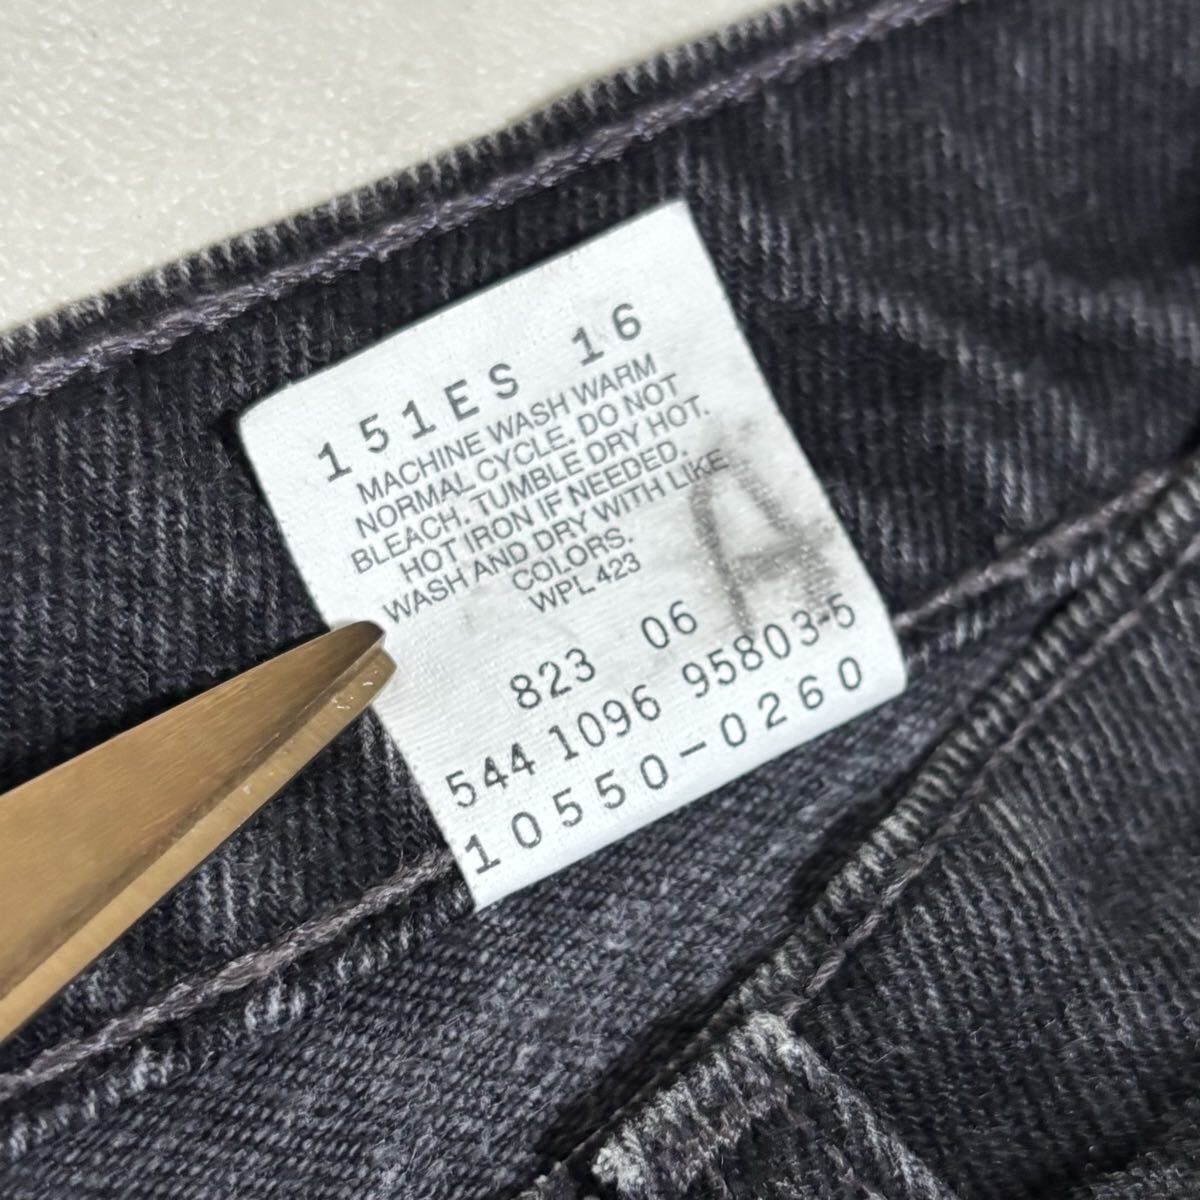 151ES 16
MACHINE WASH WARM
NORMAL CYCLE. DO NOT
BLEACH. TUMBLE DRY HOT.
HOT IRON IF NEEDED.
WASH AND DRY WITH LIKE
COLORS.
WPL 423
A
823 06
544 1096 95803-5
10550-0260